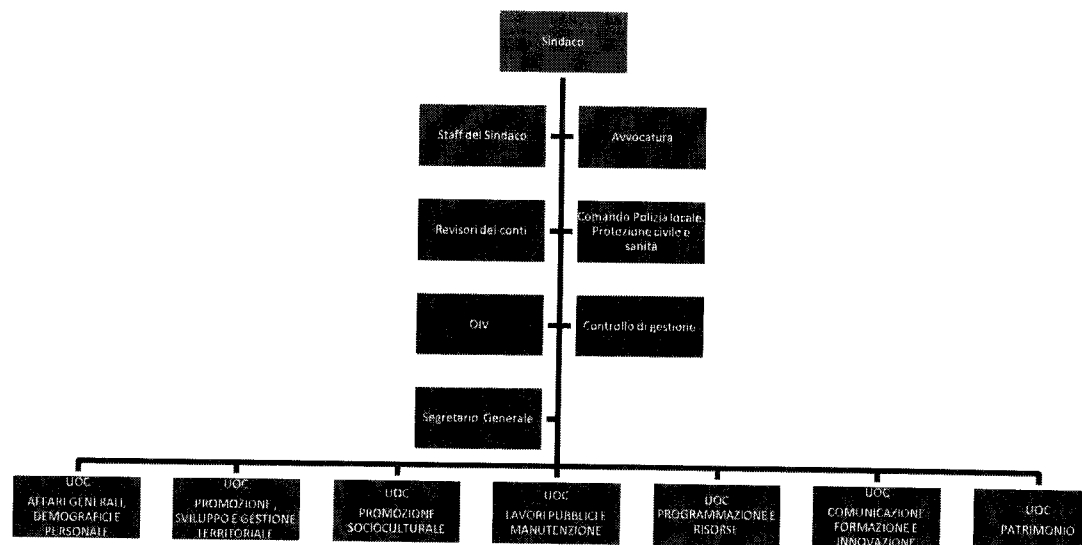 Sindaco
Staff del Sindaco
Avvocatura
Revisori dei conti
Comando Polizia locale,
Protezione civile e
sanità
OIV
Controllo di gestione
Segretario Generale
UOC
AFFARI GENERALI,
DEMOGRAFICI E
PERSONALE
UOC
PROMOZIONE,
SVILUPPO E GESTIONE
TERRITORIALE
UOC
PROMOZIONE
SOCIOCULTURALE
UOC
LAVORI PUBBLICI E
MANUTENZIONE
UOC
PROGRAMMAZIONE E
RISORSE
UOC
COMUNICAZIONE
FORMAZIONE E
INNOVAZIONE
UOC
PATRIMONIO